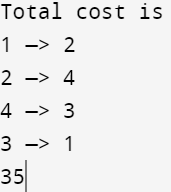 Total cost is
1 —> 2
2 —> 4
4 —> 3
3 —> 1
35